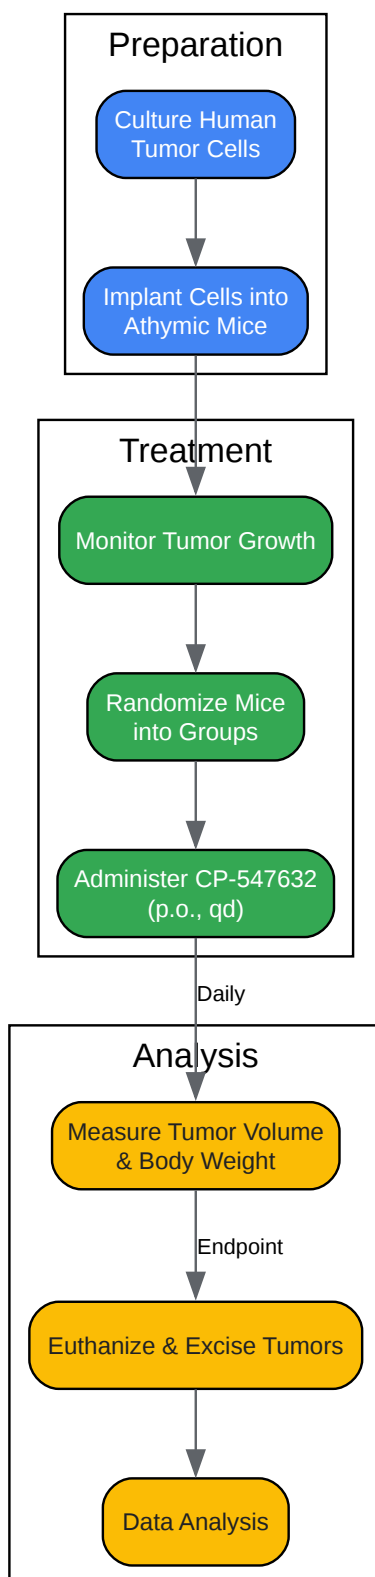 Preparation
Culture Human
Tumor Cells
Implant Cells into
Athymic Mice
Treatment
Monitor Tumor Growth
Randomize Mice
into Groups
Administer CP-547632
(p.o., qd)
Daily
Analysis
Measure Tumor Volume
& Body Weight
Endpoint
Euthanize & Excise Tumors
Data Analysis